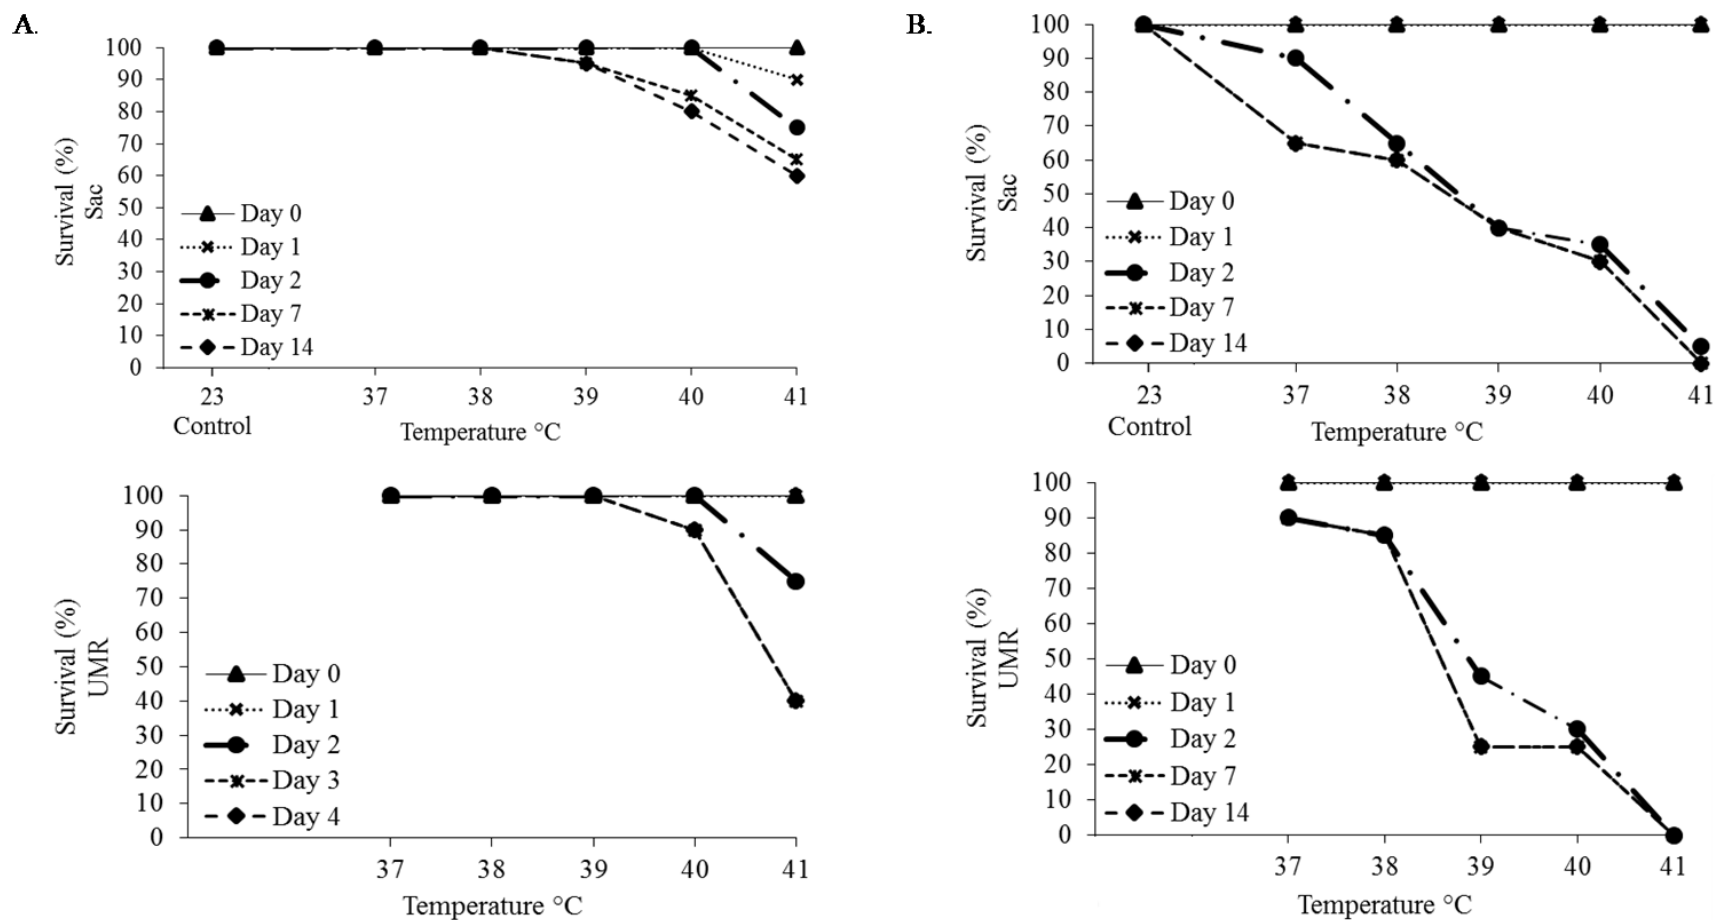 A.
100
90
80
70
60
50
40
30
20
10
0
Survival (%)
Sac
Day 0
Day 1
Day 2
Day 7
Day 14
23 37 38 39 40 41
Control
Temperature °C
B.
100
90
80
70
60
50
40
30
20
10
0
Survival (%)
Sac
Day 0
Day 1
Day 2
Day 7
Day 14
23 37 38 39 40 41
Control
Temperature °C
100
90
80
70
60
50
40
30
20
10
0
Survival (%)
UMR
Day 0
Day 1
Day 2
Day 3
Day 4
37 38 39 40 41
Temperature °C
100
90
80
70
60
50
40
30
20
10
0
Survival (%)
UMR
Day 0
Day 1
Day 2
Day 7
Day 14
37 38 39 40 41
Temperature °C